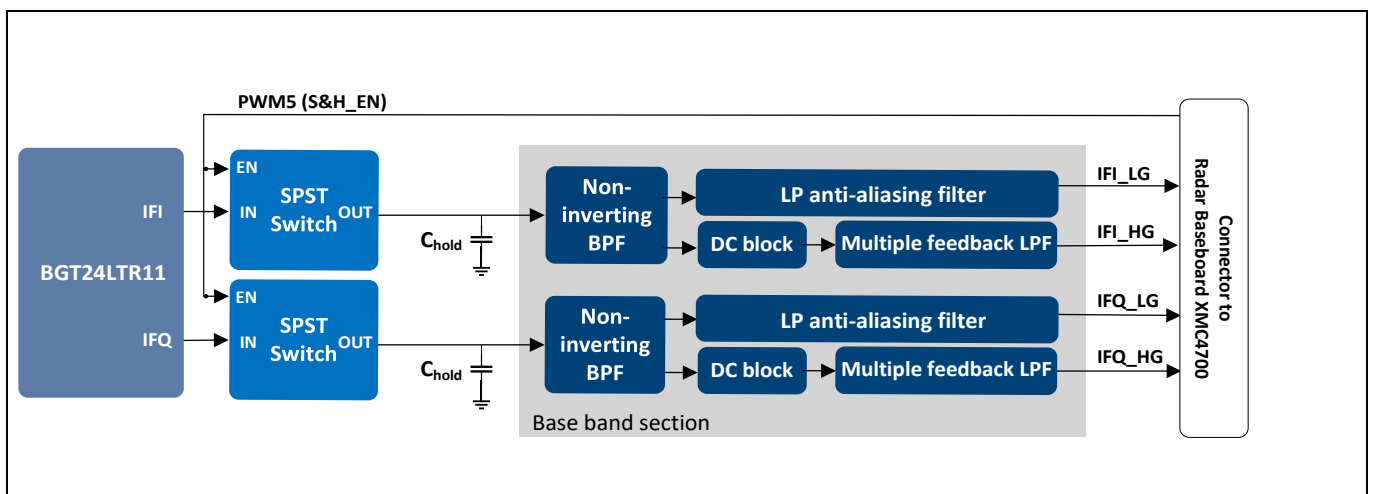 PWM5 (S&H_EN)
BGT24LTR11
IFI
IFQ
EN
IN
SPST
Switch
OUT
Chold
EN
IN
SPST
Switch
OUT
Chold
Non-
inverting
BPF
LP anti-aliasing filter
DC block
Multiple feedback LPF
Non-
inverting
BPF
LP anti-aliasing filter
DC block
Multiple feedback LPF
Base band section
IFI_LG
IFI_HG
IFQ_LG
IFQ_HG
Connector to
Radar Baseboard XMC4700